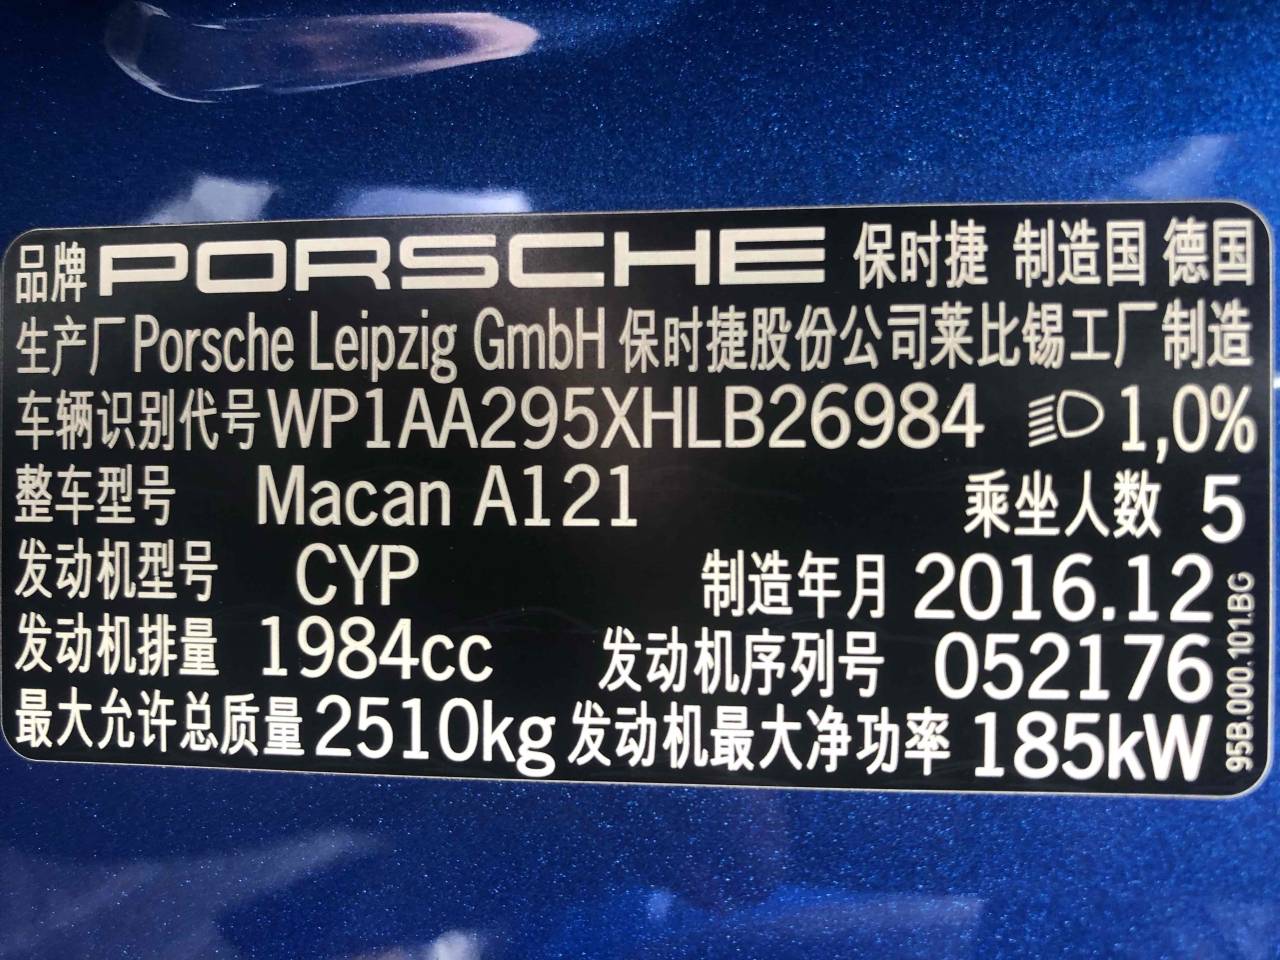 品牌 PORSCHE 保时捷 制造国 德国
生产厂 Porsche Leipzig GmbH 保时捷股份公司莱比锡工厂制造
车辆识别代号 WP1AA295XHLB26984 1,0%
整车型号 Macan A121 乘坐人数 5
发动机型号 CYP 制造年月 2016.12
发动机排量 1984cc 发动机序列号 052176
最大允许总质量 2510kg 发动机最大净功率 185kW
95B.000.101.BG